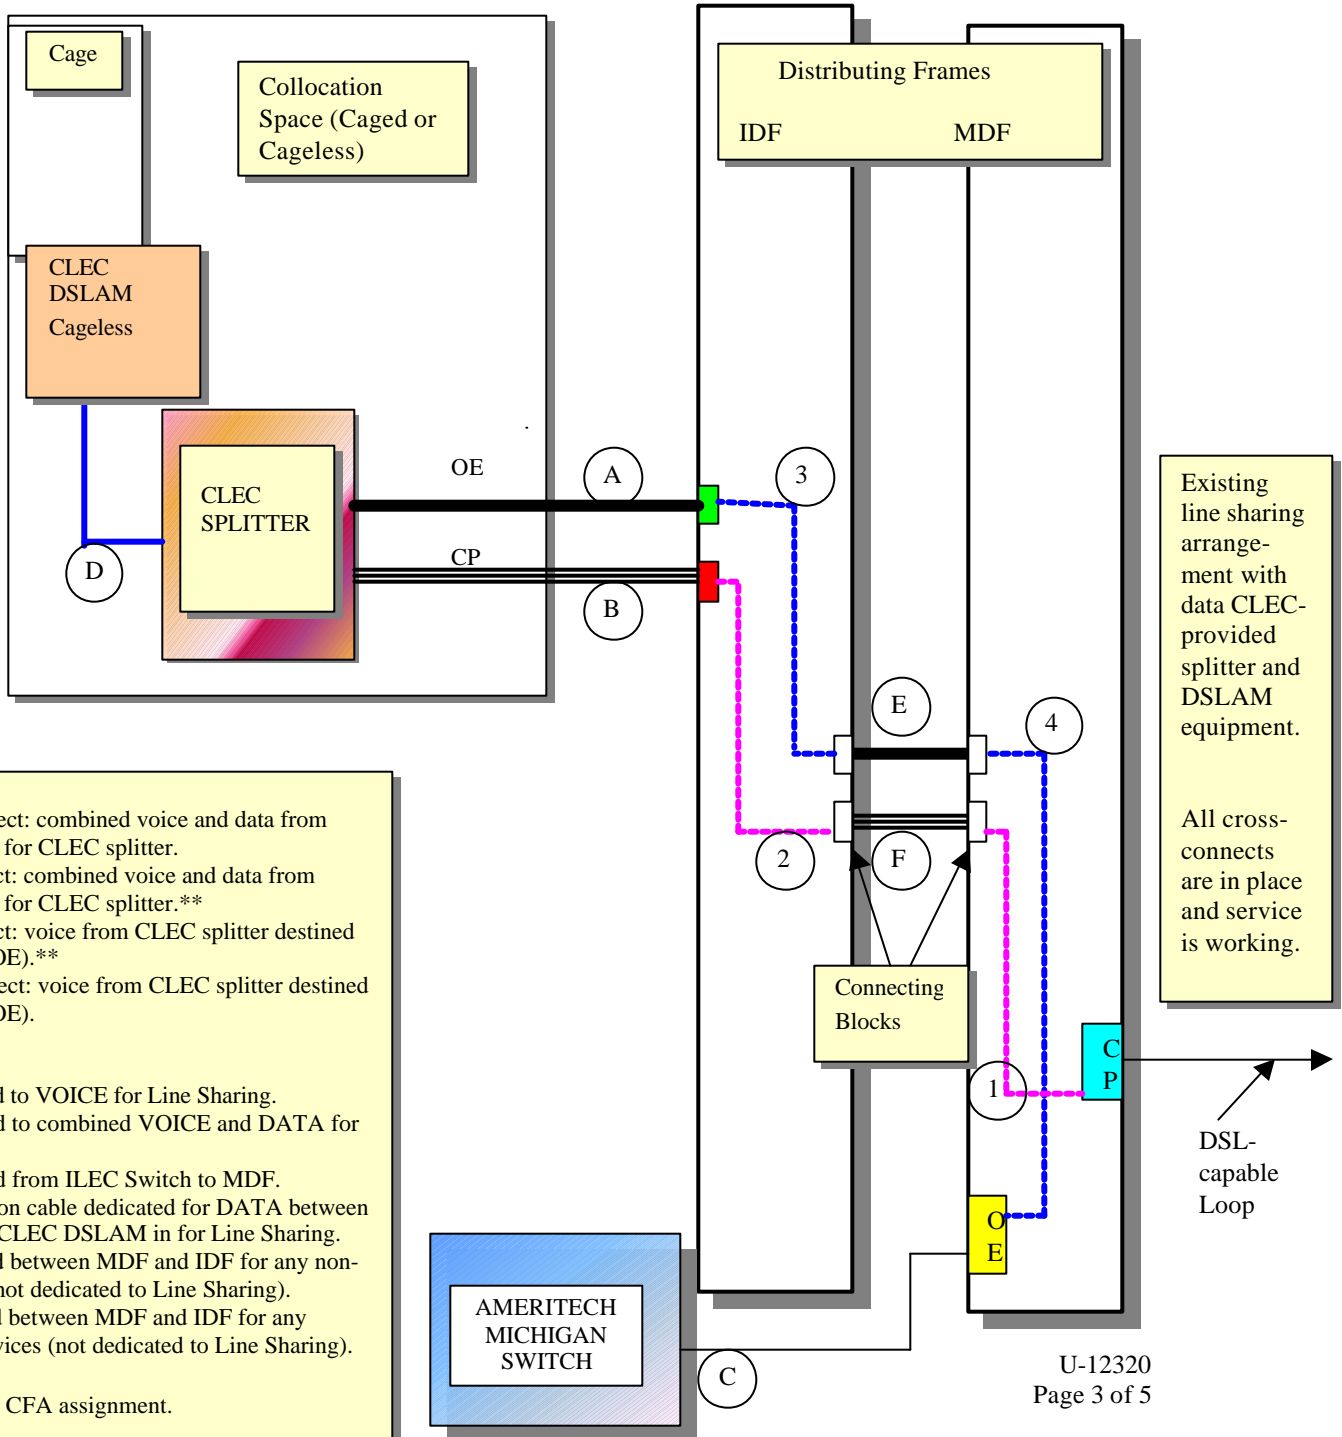 Cage
Collocation
Space (Caged or
Cageless)
Distributing Frames
IDF MDF
CLEC
DSLAM
Cageless
CLEC
SPLITTER
OE
A
CP
B
D
3
E
4
2
F
Connecting
Blocks
1
C
P
O
E
DSL-
capable
Loop
Existing
line sharing
arrange-
ment with
data CLEC-
provided
splitter and
DSLAM
equipment.
All cross-
connects
are in place
and service
is working.
ect: combined voice and data from
for CLEC splitter.
ct: combined voice and data from
for CLEC splitter.**
ct: voice from CLEC splitter destined
OE).**
ect: voice from CLEC splitter destined
OE).
d to VOICE for Line Sharing.
d to combined VOICE and DATA for
d from ILEC Switch to MDF.
on cable dedicated for DATA between
CLEC DSLAM in for Line Sharing.
d between MDF and IDF for any non-
not dedicated to Line Sharing).
d between MDF and IDF for any
vices (not dedicated to Line Sharing).
CFA assignment.
AMERITECH
MICHIGAN
SWITCH
C
U-12320
Page 3 of 5